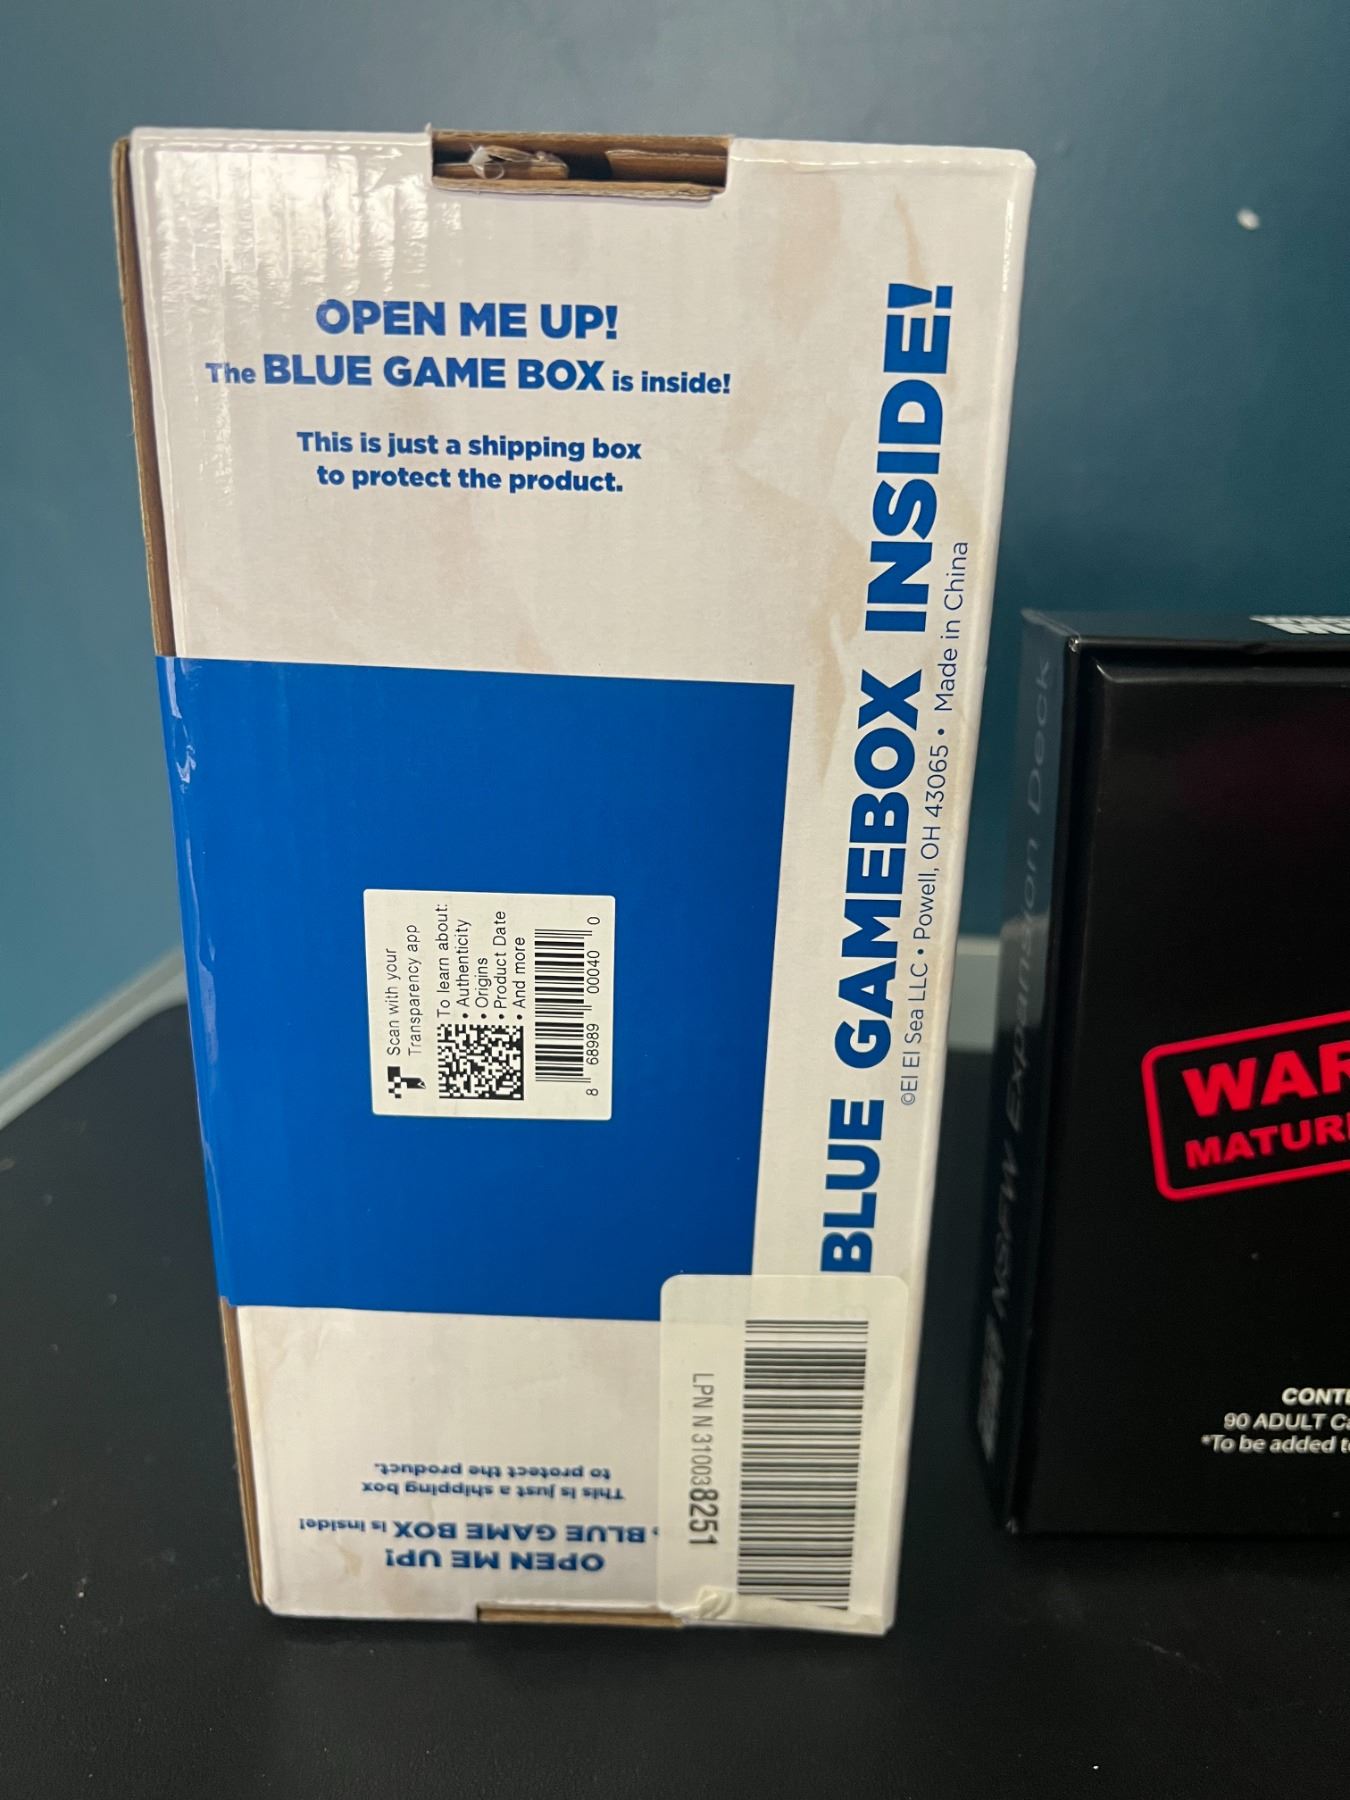 OPEN ME UP!
The BLUE GAME BOX is inside!
This is just a shipping box
to protect the product.
BLUE GAMEBOX INSIDE!
©El El Sea LLC • Powell, OH 43065 • Made in China
Scan with your
Transparency app
To learn about:
• Authenticity
• Origins
• Product Date
• And more
8 68989 00040 0
LPN N 310038251
OPEN ME UP!
BLUE GAME BOX is inside!
This is just a shipping box
to protect the product.
NSFW Expansion Deck
WAR
MATUR
CONT
90 ADULT Ca
*To be added t